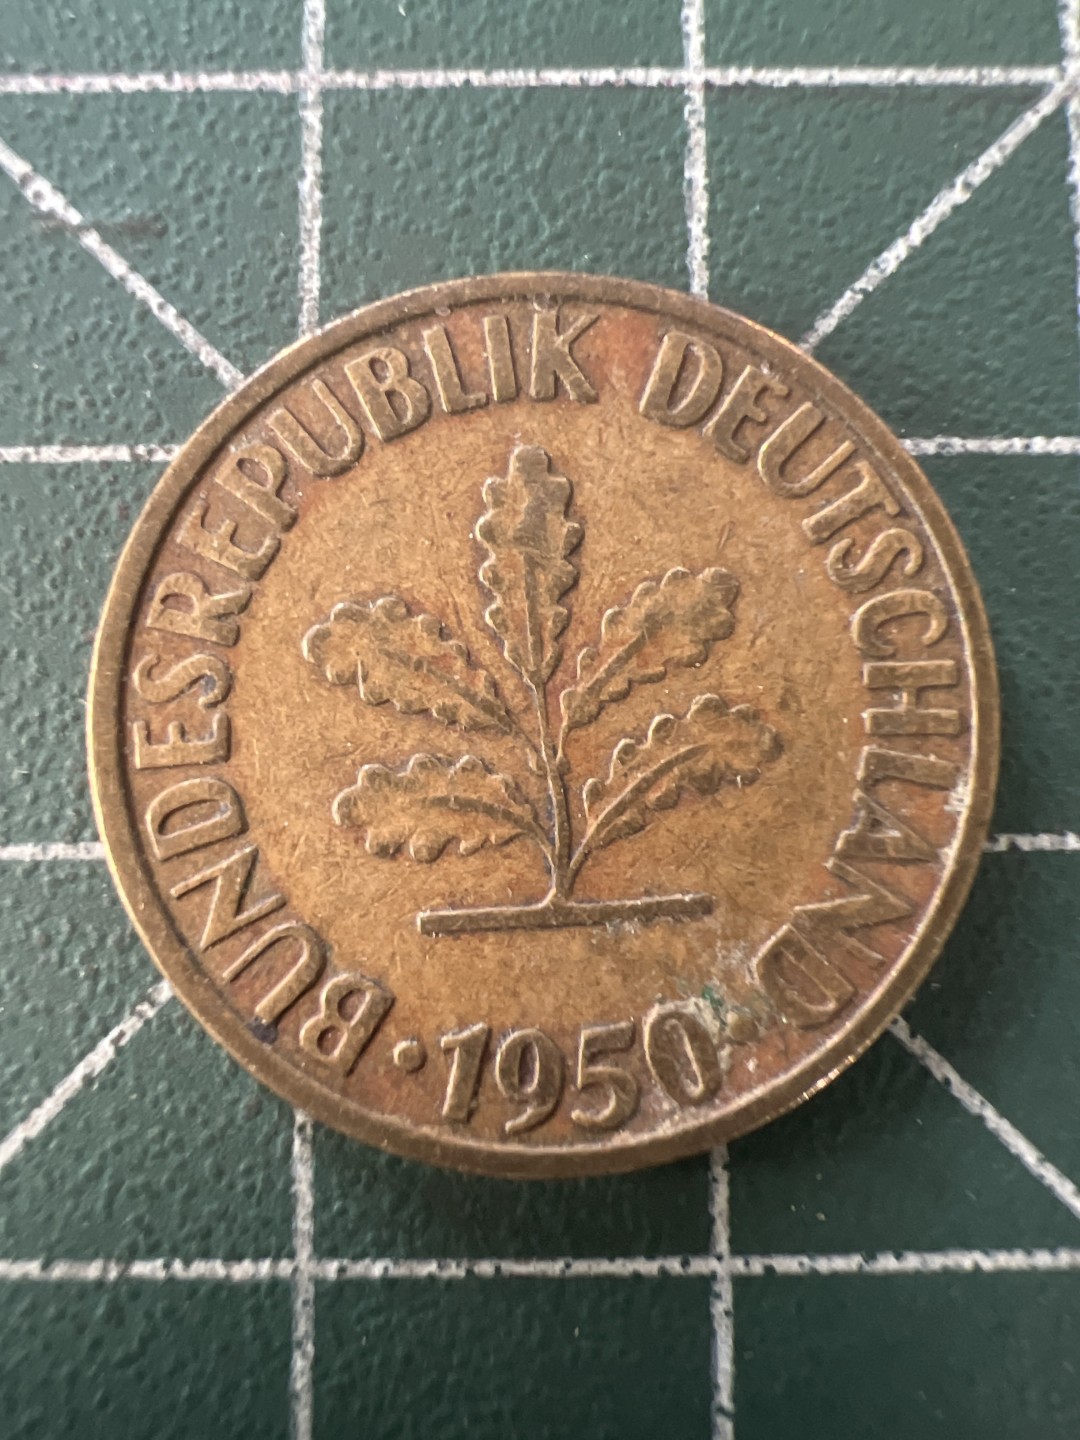 BUNDESREPUBLIK DEUTSCHLAND
· 1950